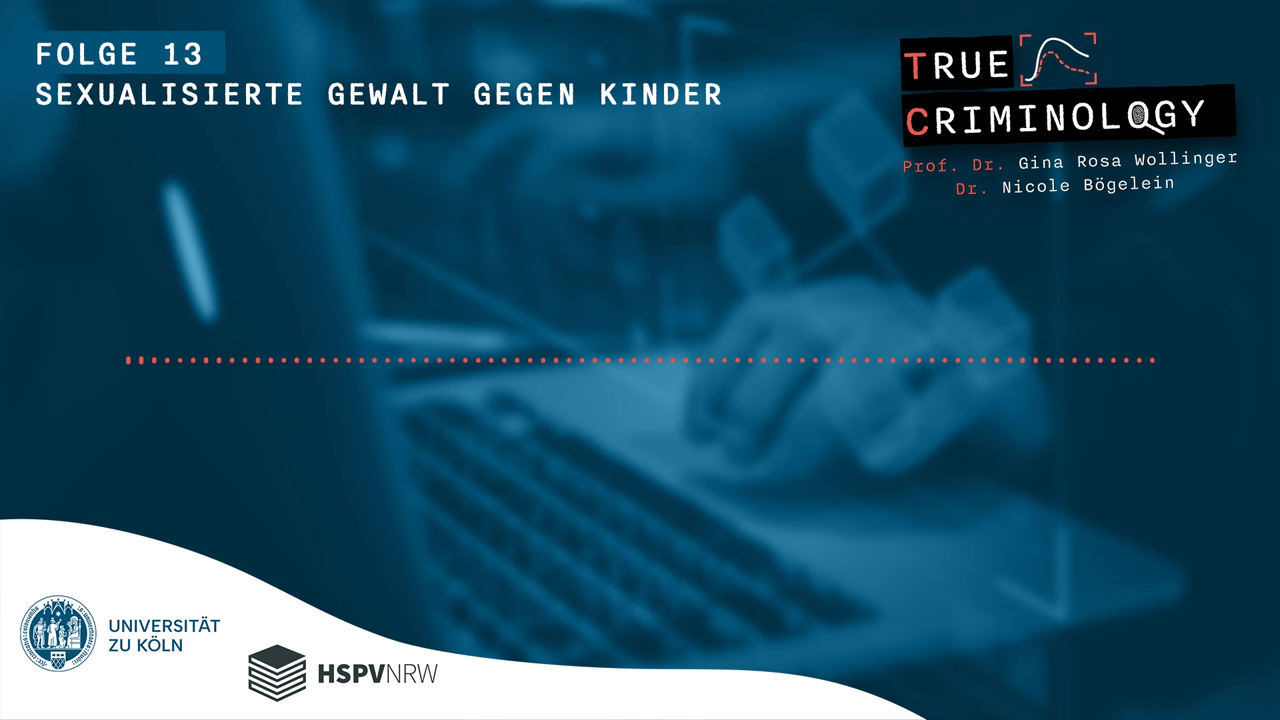 FOLGE 13
SEXUALISIERTE GEWALT GEGEN KINDER
TRUE
CRIMINOLOGY
Prof. Dr. Gina Rosa Wollinger
Dr. Nicole Bögelein
UNIVERSITÄT
ZU KÖLN
HSPVNRW